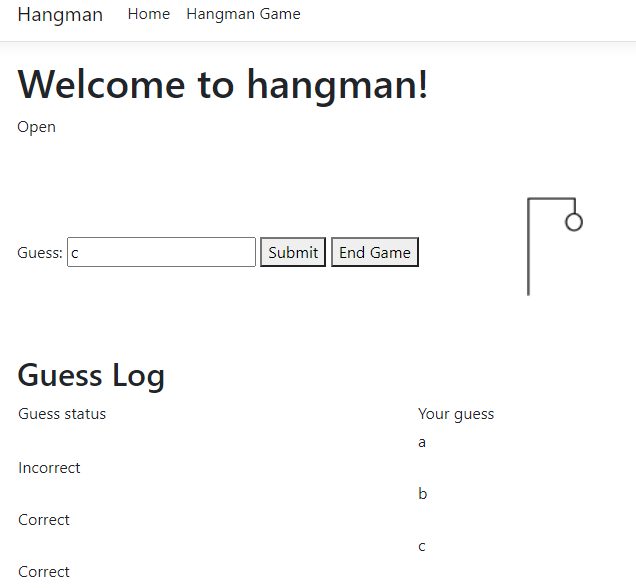 Hangman Home Hangman Game
Welcome to hangman!
Open
Guess: c Submit End Game
Guess Log
Guess status Your guess
a
Incorrect
b
Correct
c
Correct